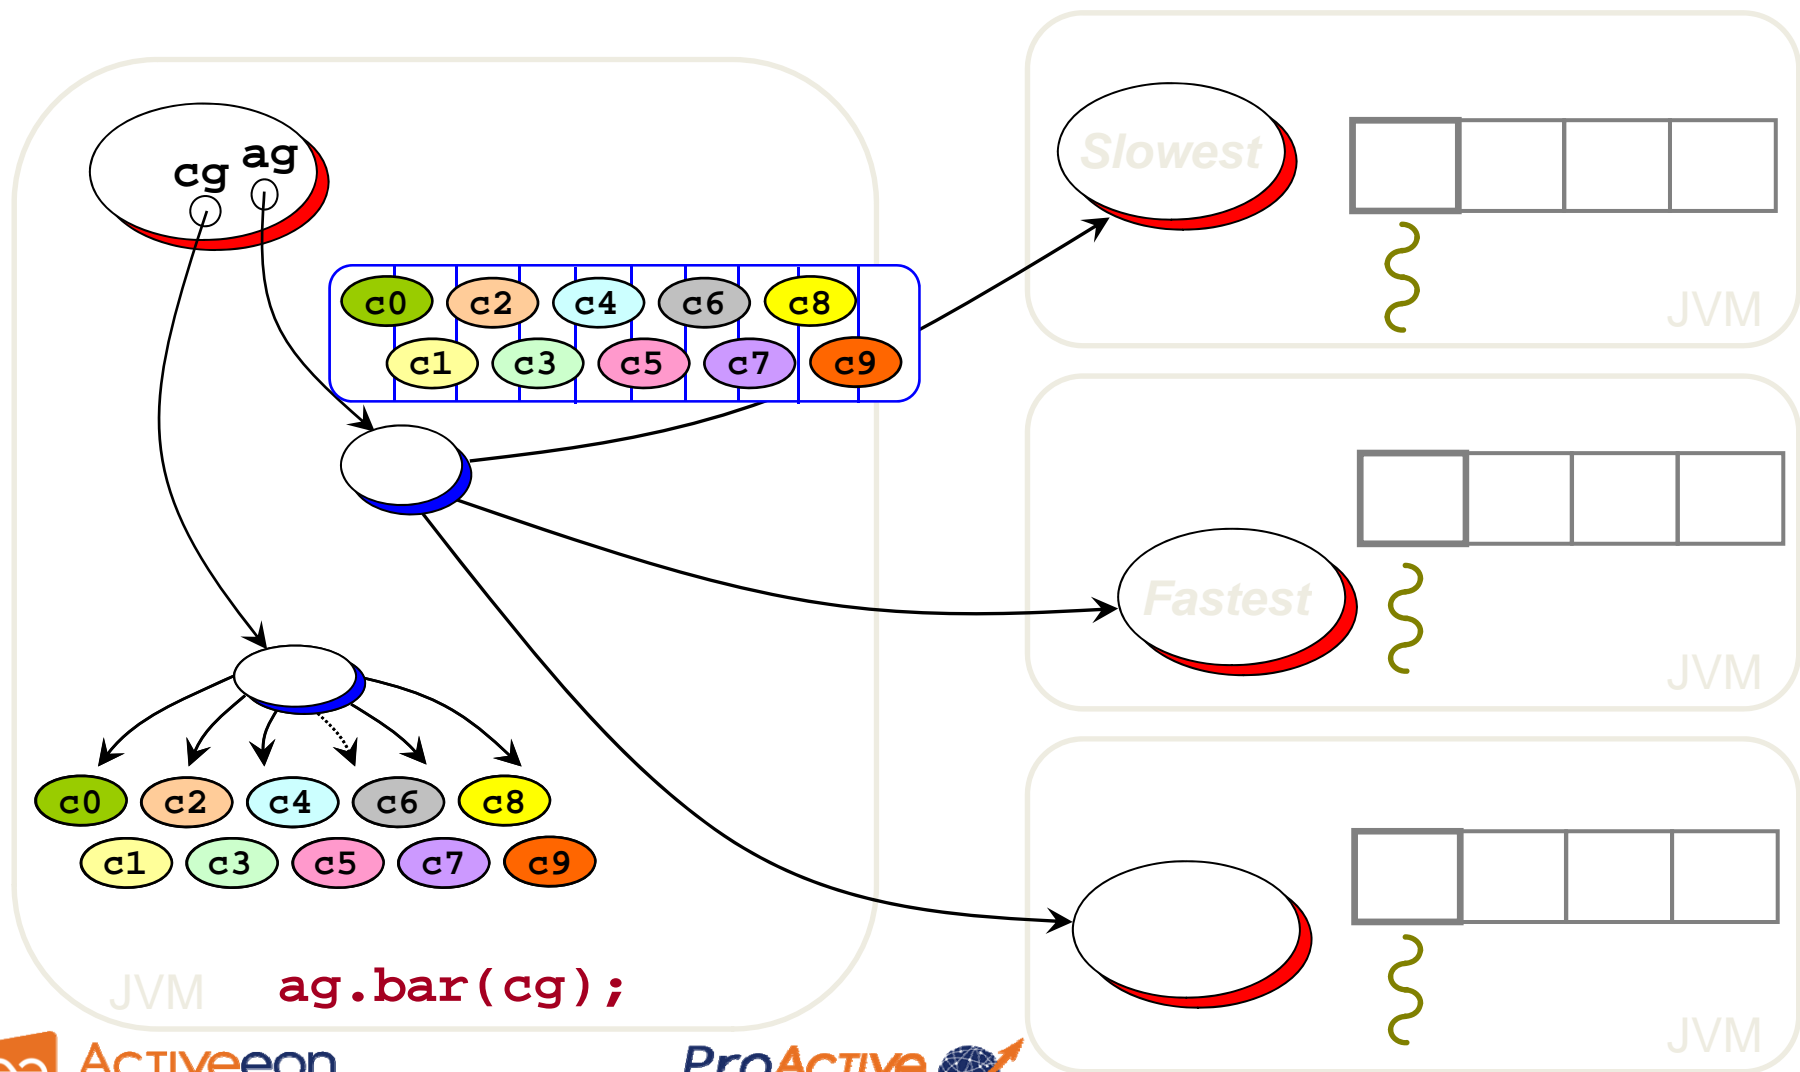 cg ag
c0 c2 c4 c6 c8
c1 c3 c5 c7 c9
c0 c2 c4 c6 c8
c1 c3 c5 c7 c9
JVM
ag.bar(cg);
Slowest
JVM
Fastest
JVM
JVM
Activeeon
ProActive